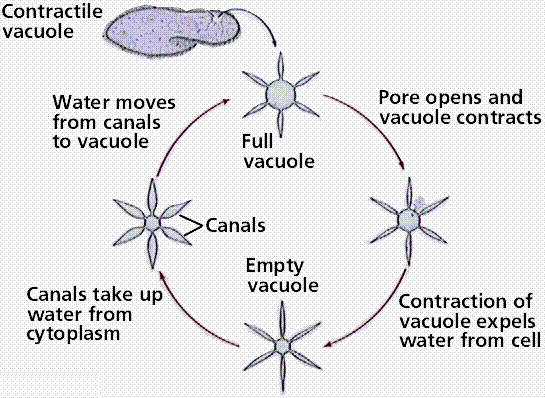 Contractile
vacuole
Water moves
from canals
to vacuole
Full
vacuole
Pore opens and
vacuole contracts
Canals
Empty
vacuole
Canals take up
water from
cytoplasm
Contraction of
vacuole expels
water from cell